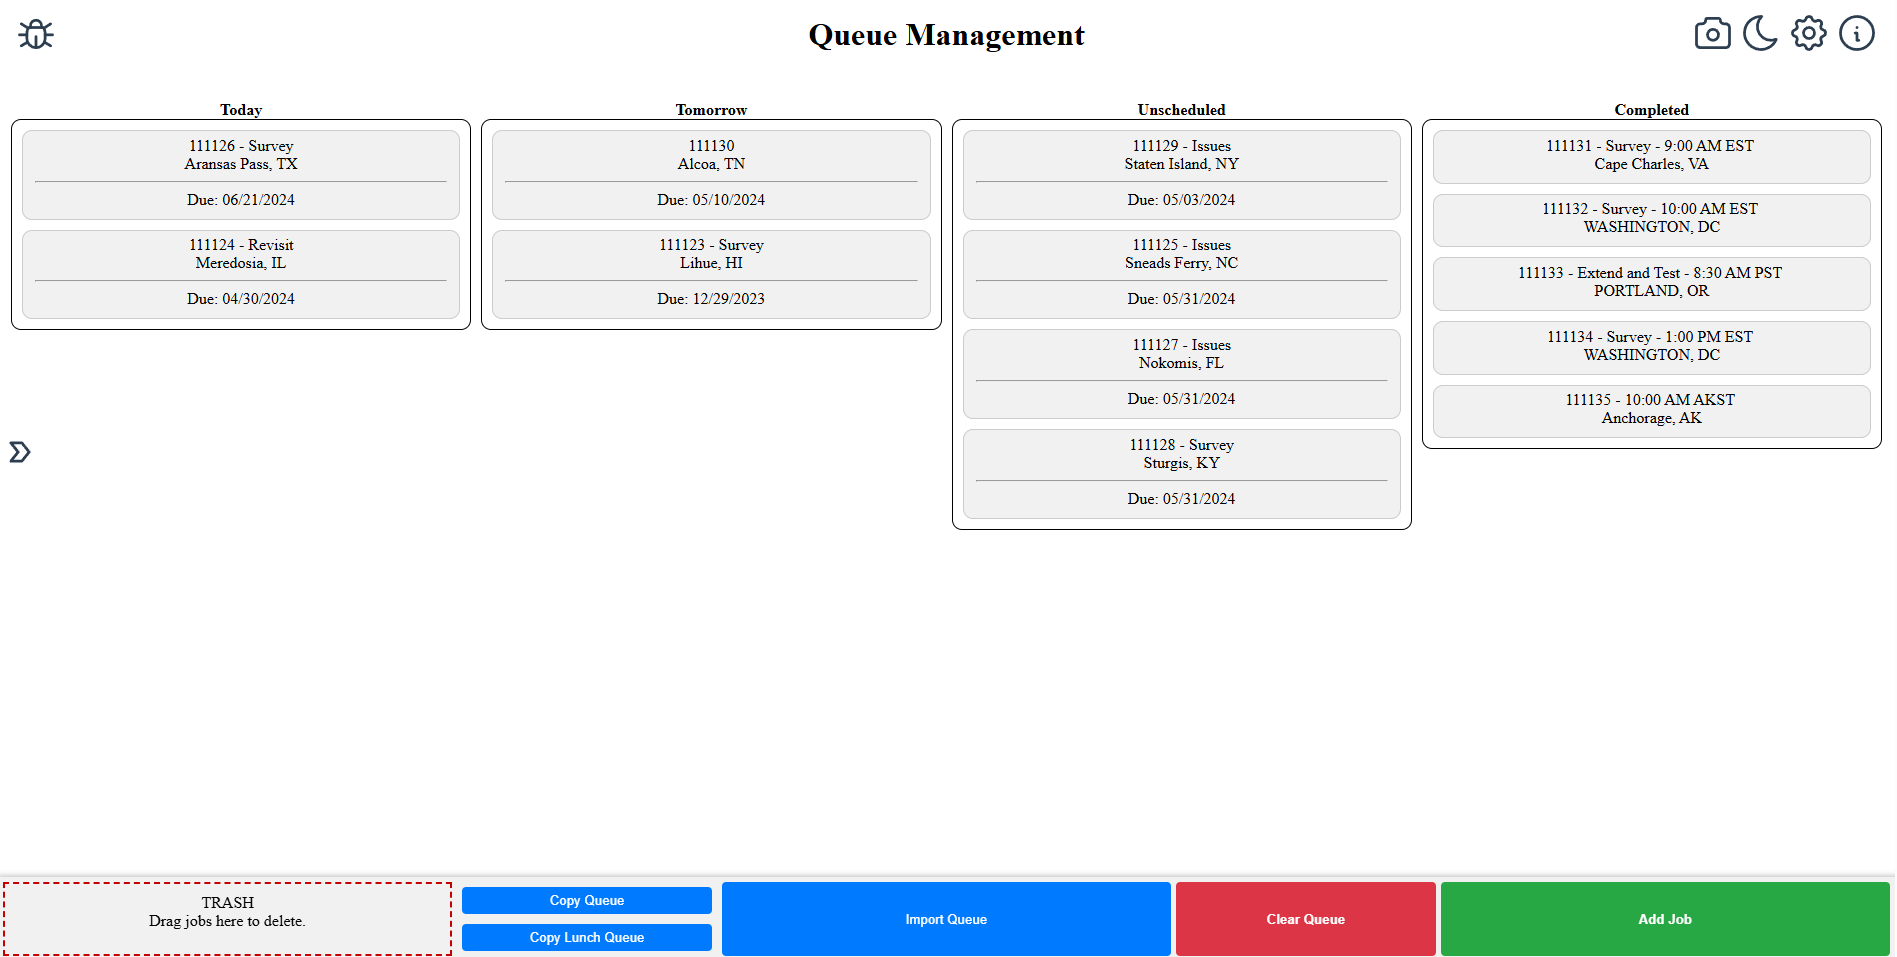 Queue Management
Today
111126 - Survey
Aransas Pass, TX
Due: 06/21/2024
111124 - Revisit
Meredosia, IL
Due: 04/30/2024
Tomorrow
111130
Alcoa, TN
Due: 05/10/2024
111123 - Survey
Lihue, HI
Due: 12/29/2023
Unscheduled
111129 - Issues
Staten Island, NY
Due: 05/03/2024
111125 - Issues
Sneads Ferry, NC
Due: 05/31/2024
111127 - Issues
Nokomis, FL
Due: 05/31/2024
111128 - Survey
Sturgis, KY
Due: 05/31/2024
Completed
111131 - Survey - 9:00 AM EST
Cape Charles, VA
111132 - Survey - 10:00 AM EST
WASHINGTON, DC
111133 - Extend and Test - 8:30 AM PST
PORTLAND, OR
111134 - Survey - 1:00 PM EST
WASHINGTON, DC
111135 - 10:00 AM AKST
Anchorage, AK
TRASH
Drag jobs here to delete.
Copy Queue
Copy Lunch Queue
Import Queue
Clear Queue
Add Job